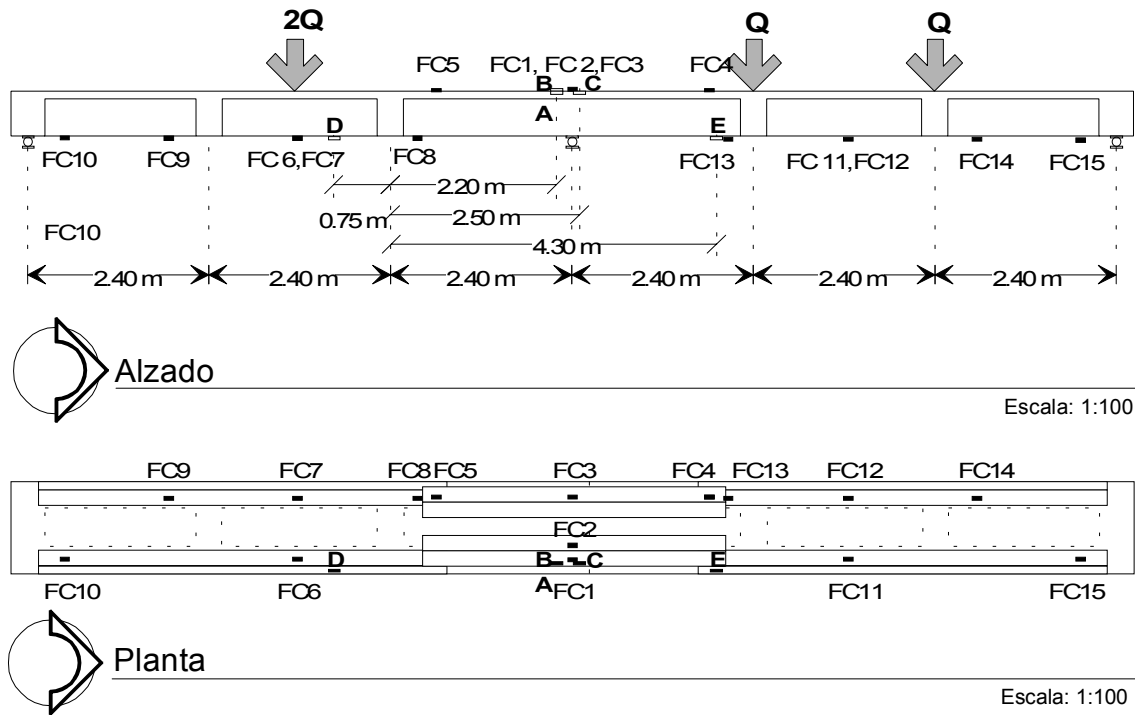 2Q Q Q
FC5 FC1, FC2,FC3 FC4
B C
A
D E
FC10 FC9 FC6,FC7 FC8 FC13 FC11,FC12 FC14 FC15
2.20 m
0.75 m 2.50 m
FC10 4.30 m
2.40 m 2.40 m 2.40 m 2.40 m 2.40 m 2.40 m
Alzado
Escala: 1:100
FC9 FC7 FC8 FC5 FC3 FC4 FC13 FC12 FC14
FC2
D B C E
A
FC10 FC6 FC1 FC11 FC15
Planta
Escala: 1:100